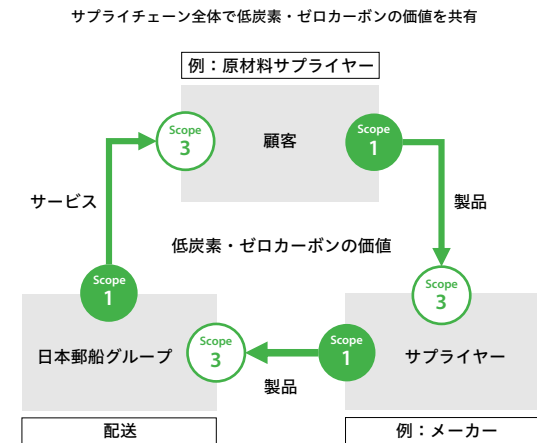 サプライチェーン全体で低炭素・ゼロカーボンの価値を共有
例：原材料サプライヤー
Scope
3
顧客
Scope
1
サービス
製品
低炭素・ゼロカーボンの価値
Scope
1
Scope
3
日本郵船グループ
Scope
3
Scope
1
サプライヤー
製品
配送
例：メーカー